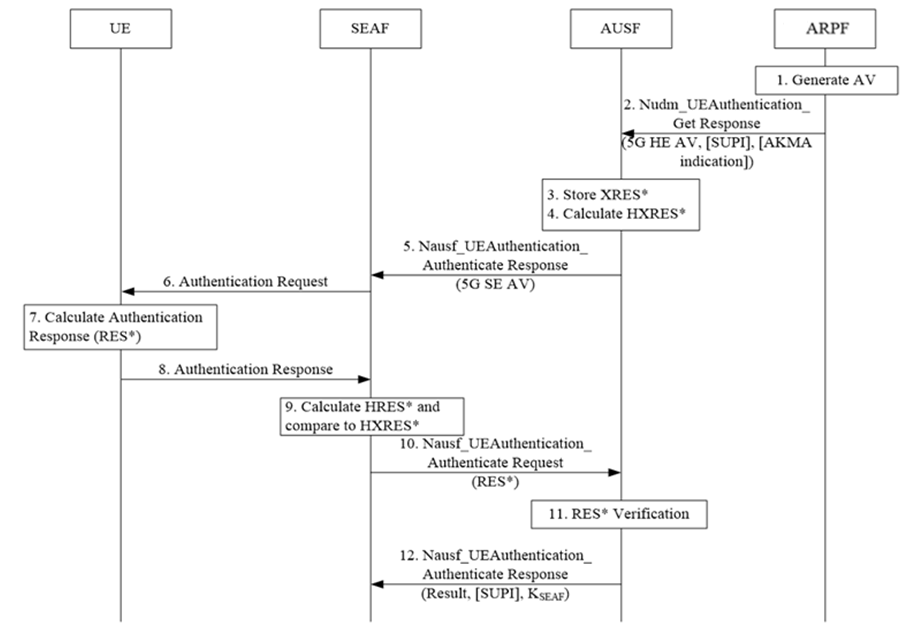 UE
SEAF
AUSF
ARPF
1. Generate AV
2. Nudm_UEAuthentication_
Get Response
(5G HE AV, [SUPI], [AKMA
indication])
3. Store XRES*
4. Calculate HXRES*
5. Nausf_UEAuthentication_
Authenticate Response
(5G SE AV)
6. Authentication Request
7. Calculate Authentication
Response (RES*)
8. Authentication Response
9. Calculate HRES* and
compare to HXRES*
10. Nausf_UEAuthentication_
Authenticate Request
(RES*)
11. RES* Verification
12. Nausf_UEAuthentication_
Authenticate Response
(Result, [SUPI], KSEAF)